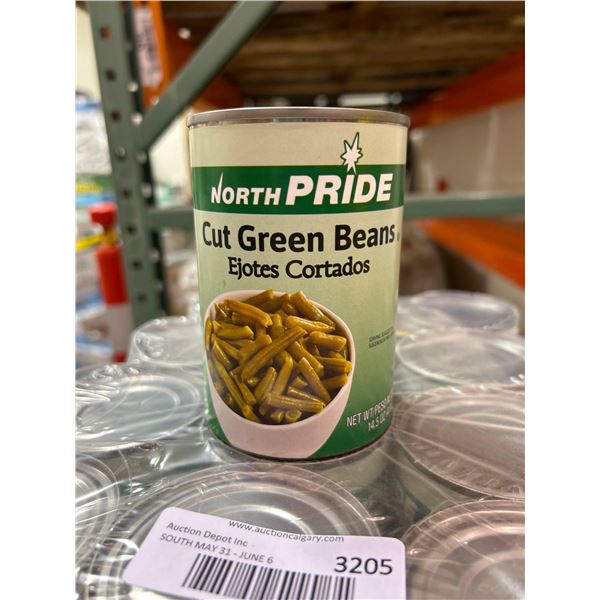 NORTH PRIDE
Cut Green Beans
Ejotes Cortados
NET WT/PESO
14.5 OZ
www.auctioncalgary.com
Auction Depot Inc
SOUTH MAY 31 - JUNE 6
3205